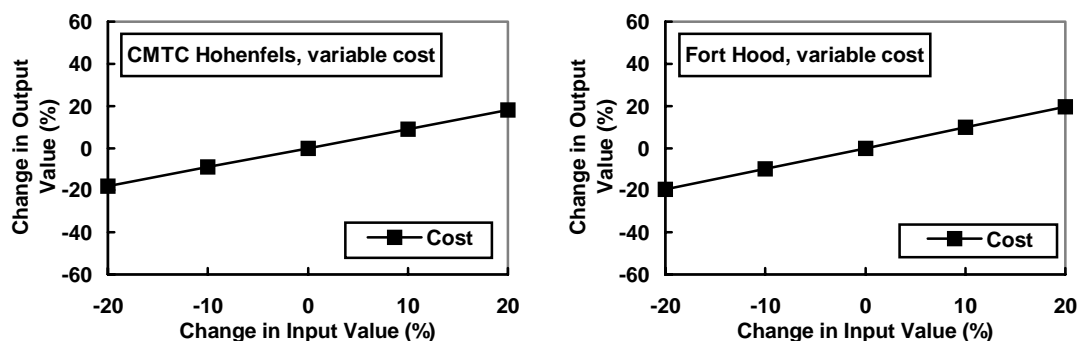 60
40
20
0
-20
-40
-60
Change in Output
Value (%)
CMTC Hohenfels, variable cost
Cost
-20 -10 0 10 20
Change in Input Value (%)
60
40
20
0
-20
-40
-60
Change in Output
Value (%)
Fort Hood, variable cost
Cost
-20 -10 0 10 20
Change in Input Value (%)